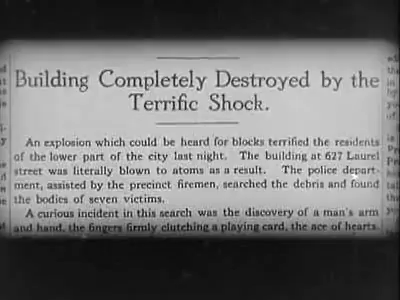 Building Completely Destroyed by the
Terrific Shock.
An explosion which could be heard for blocks terrified the residents
of the lower part of the city last night. The building at 627 Laurel
street was literally blown to atoms as a result. The police depart-
ment, assisted by the precinct firemen, searched the debris and found
the bodies of seven victims.
A curious incident in this search was the discovery of a man's arm
and hand, the fingers firmly clutching a playing card, the ace of hearts.